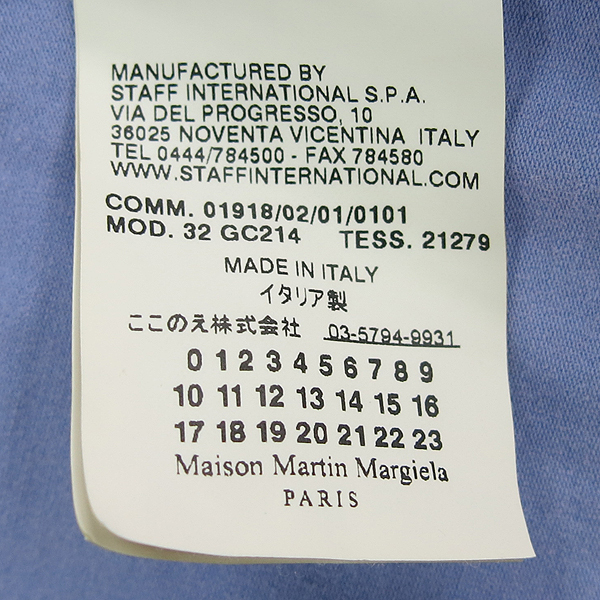 MANUFACTURED BY
STAFF INTERNATIONAL S.P.A.
VIA DEL PROGRESSO, 10
36025 NOVENTA VICENTINA ITALY
TEL 0444/784500 - FAX 784580
WWW.STAFFINTERNATIONAL.COM
COMM. 01918/02/01/0101
MOD. 32 GC214 TESS. 21279
MADE IN ITALY
イタリア製
ここのえ株式会社 03-5794-9931
0 1 2 3 4 5 6 7 8 9
10 11 12 13 14 15 16
17 18 19 20 21 22 23
Maison Martin Margiela
PARIS